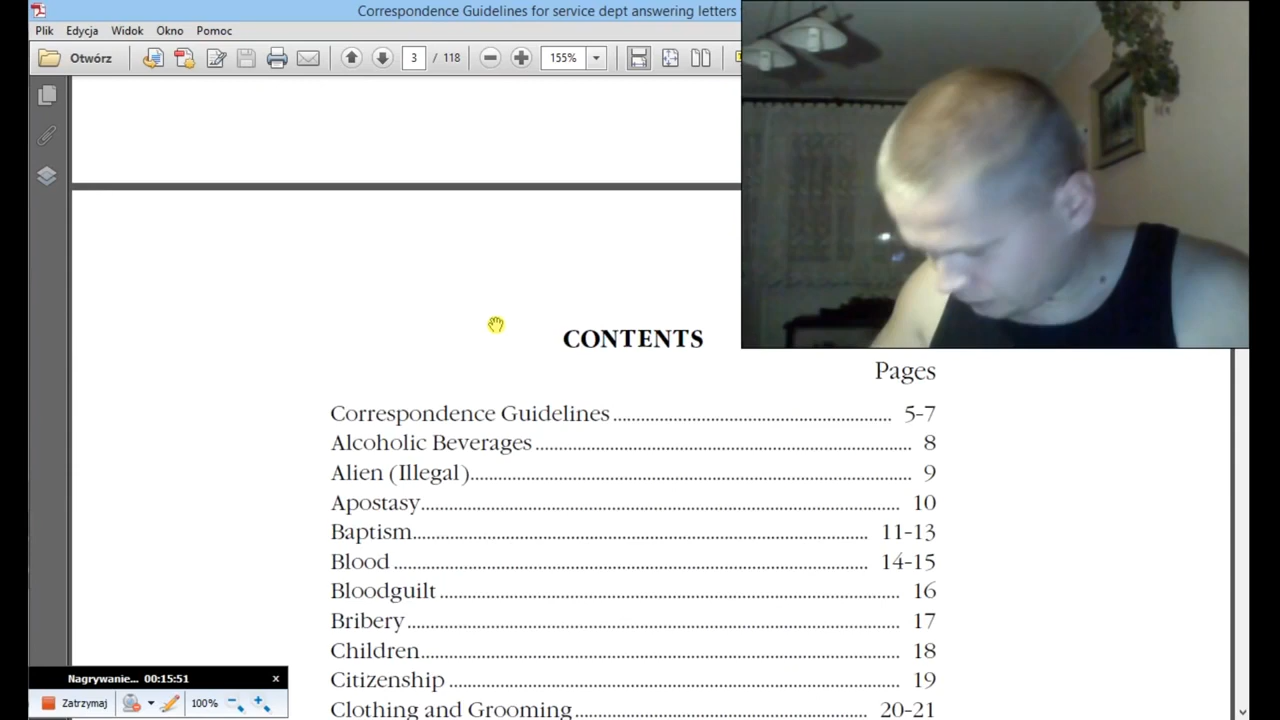 Correspondence Guidelines for service dept answering letters
Plik Edycja Widok Okno Pomoc
Otwórz 3 / 118 155%
CONTENTS
Pages
Correspondence Guidelines 5-7
Alcoholic Beverages 8
Alien (Illegal) 9
Apostasy 10
Baptism 11-13
Blood 14-15
Bloodguilt 16
Bribery 17
Children 18
Citizenship 19
Clothing and Grooming 20-21
Nagrywanie... 00:15:51 x
Zatrzymaj 100%